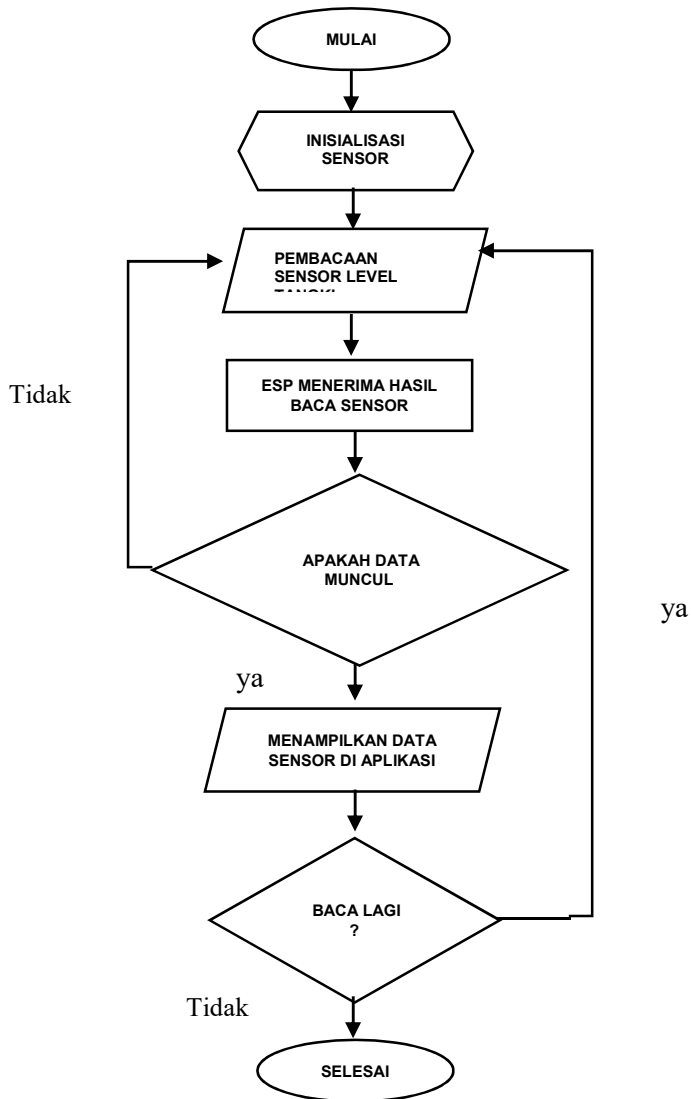 MULAI
INISIALISASI
SENSOR
PEMBACAAN
SENSOR LEVEL
ESP MENERIMA HASIL
BACA SENSOR
Tidak
APAKAH DATA
MUNCUL
ya
ya
MENAMPILKAN DATA
SENSOR DI APLIKASI
BACA LAGI
?
Tidak
SELESAI